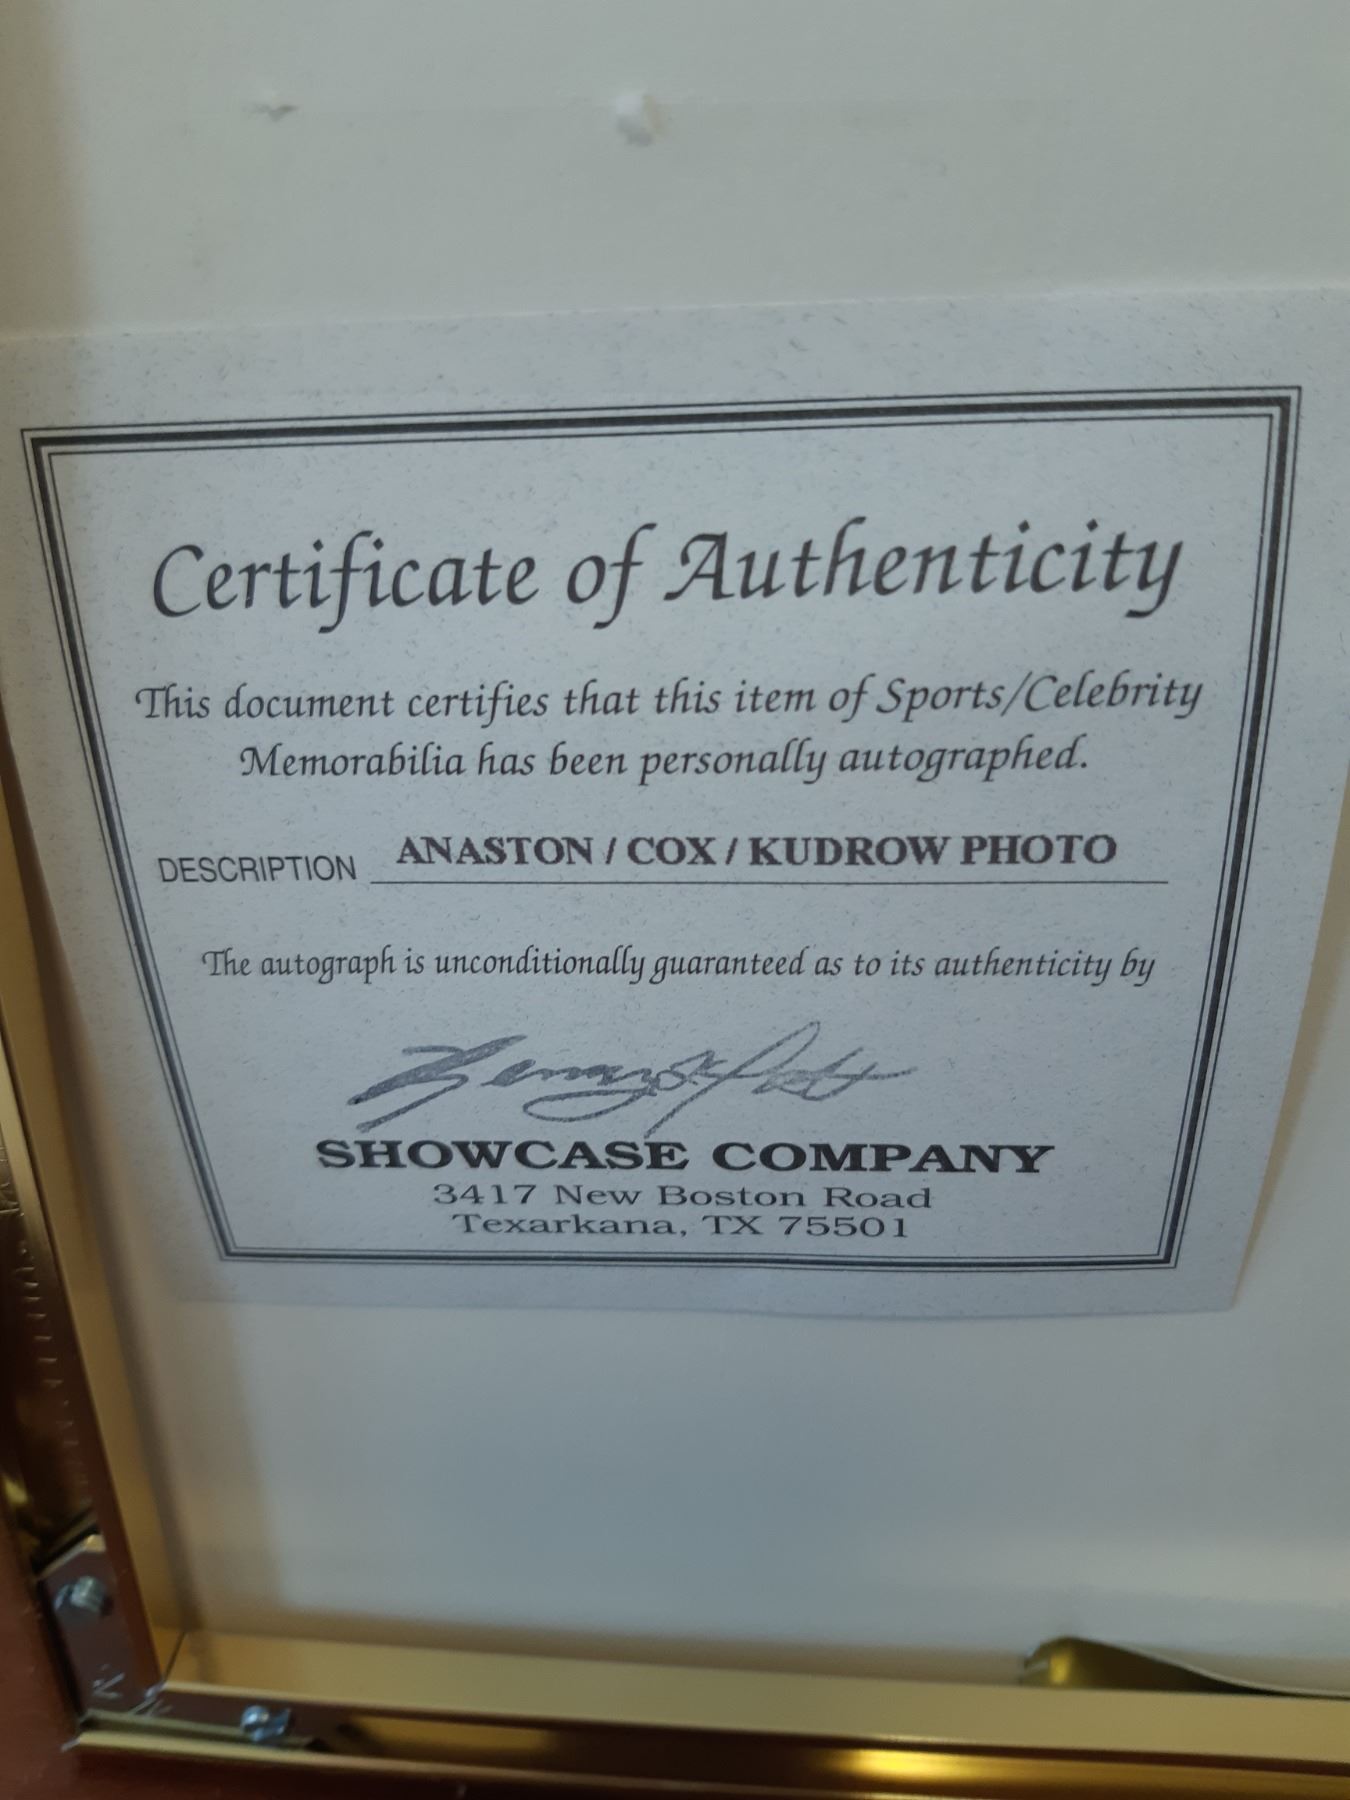 Certificate of Authenticity
This document certifies that this item of Sports/Celebrity
Memorabilia has been personally autographed.
DESCRIPTION ANASTON / COX / KUDROW PHOTO
The autograph is unconditionally guaranteed as to its authenticity by
SHOWCASE COMPANY
3417 New Boston Road
Texarkana, TX 75501